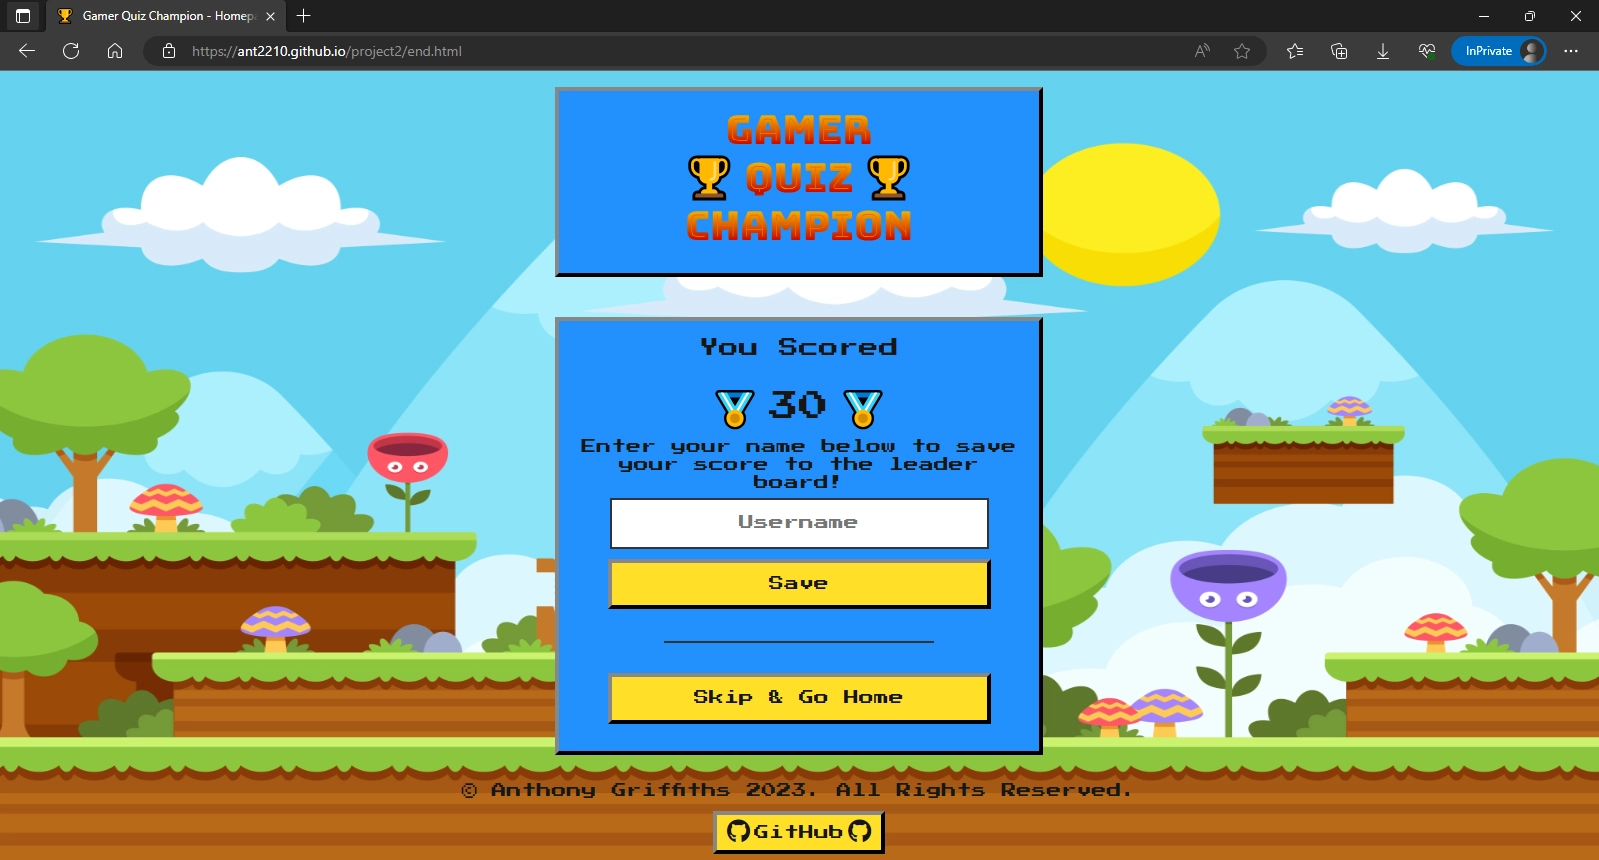 Gamer Quiz Champion - Homep
https://ant2210.github.io/project2/end.html
InPrivate
GAMER
QUIZ
CHAMPION
You Scored
30
Enter your name below to save
your score to the leader
board!
Username
Save
Skip & Go Home
© Anthony Griffiths 2023. All Rights Reserved.
GitHub